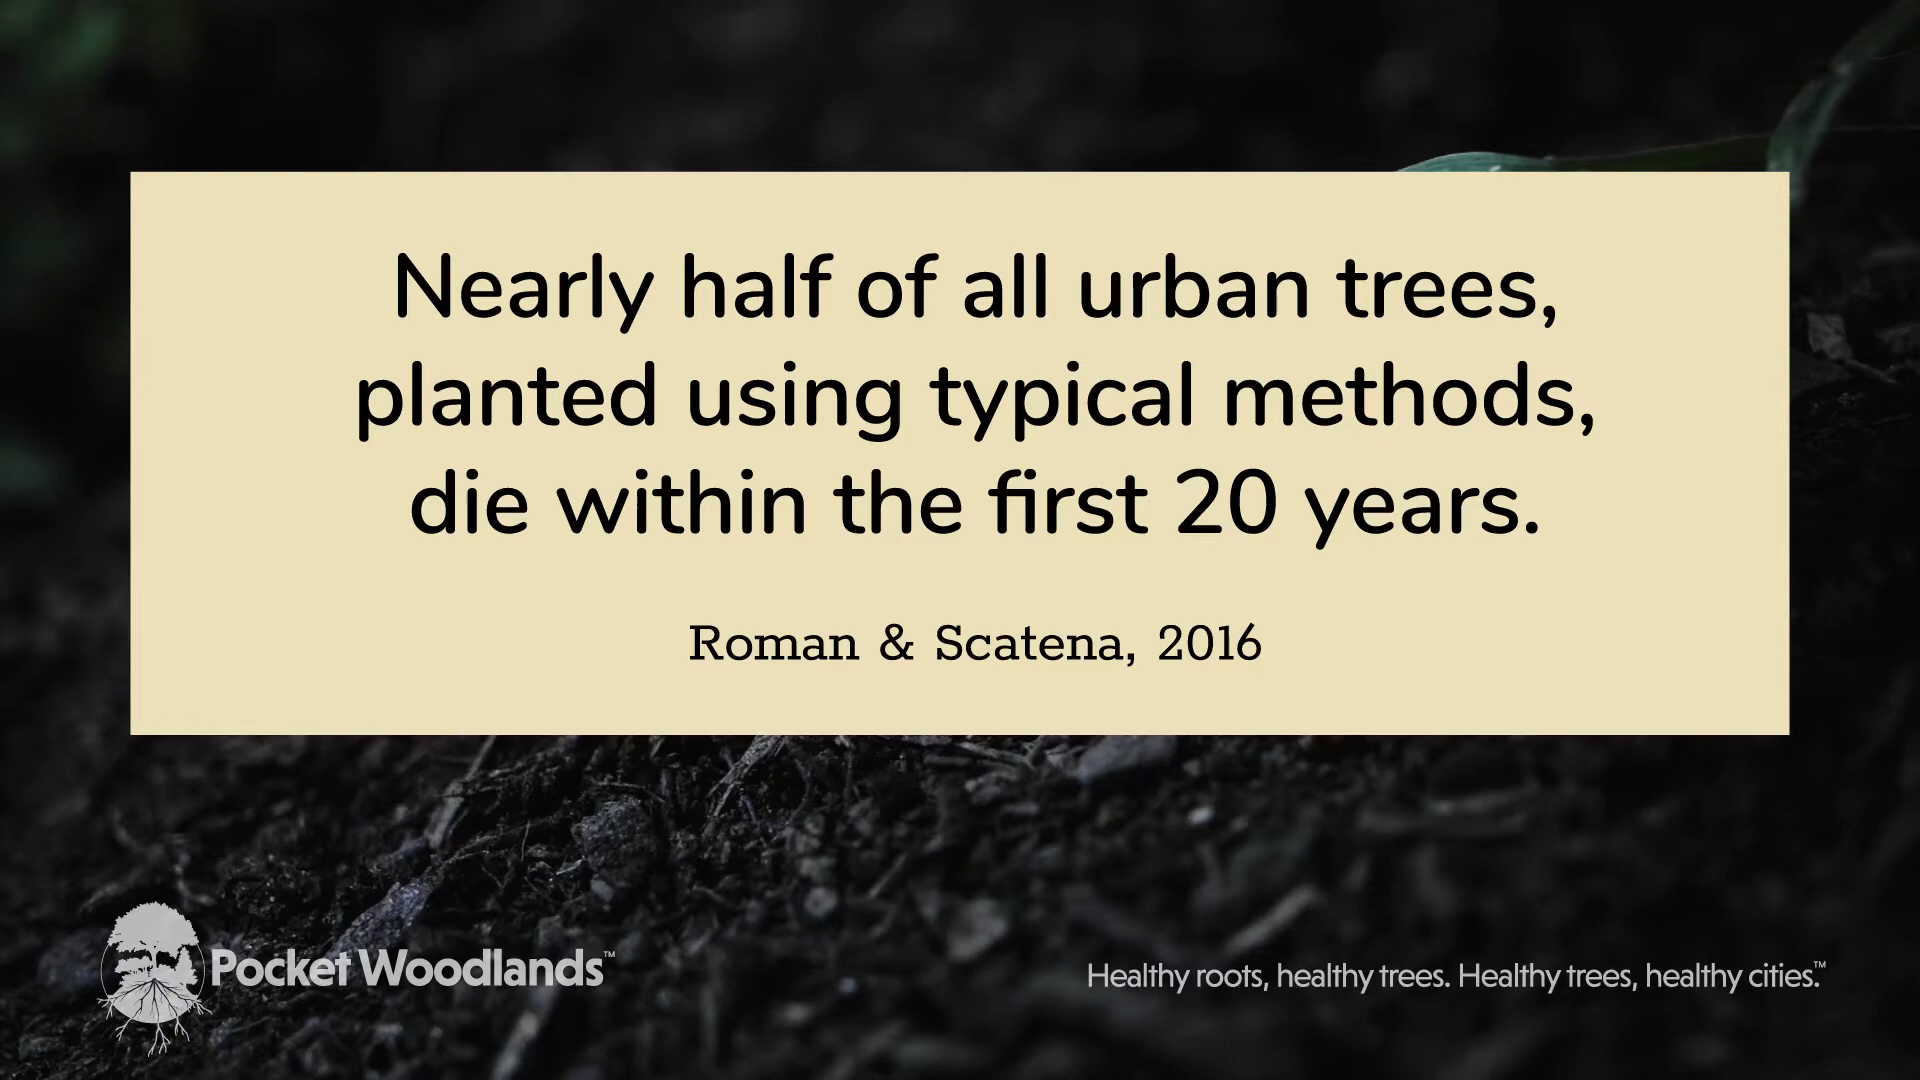 Nearly half of all urban trees,
planted using typical methods,
die within the first 20 years.
Roman & Scatena, 2016
Pocket Woodlands™
Healthy roots, healthy trees. Healthy trees, healthy cities.™